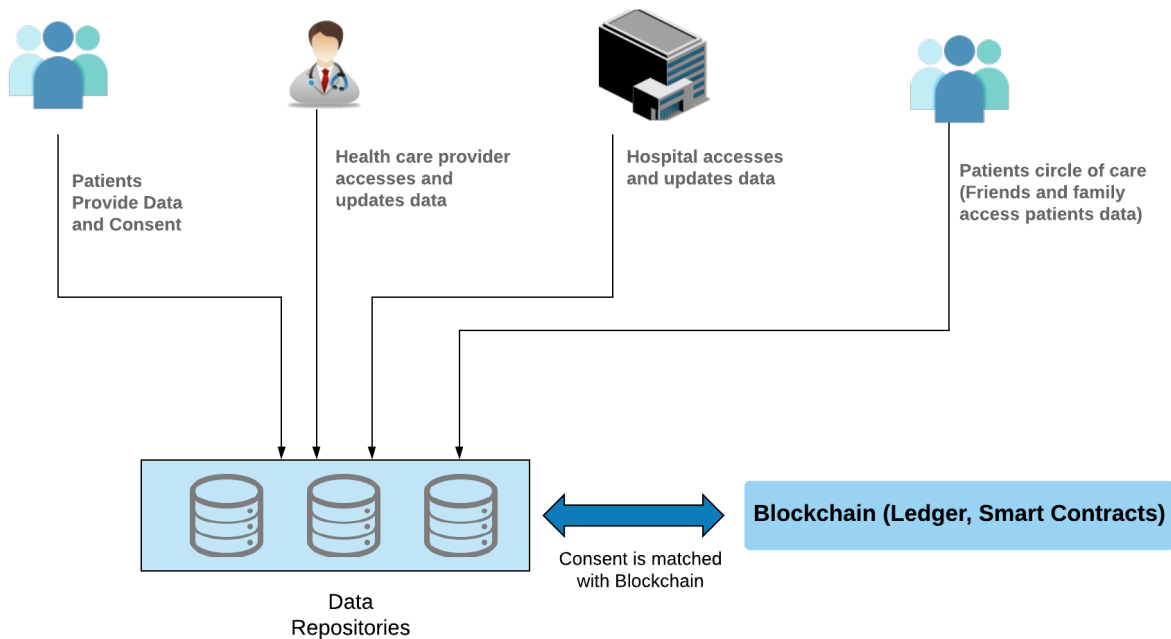 Patients
Provide Data
and Consent
Health care provider
accesses and
updates data
Hospital accesses
and updates data
Patients circle of care
(Friends and family
access patients data)
Blockchain (Ledger, Smart Contracts)
Consent is matched
with Blockchain
Data
Repositories